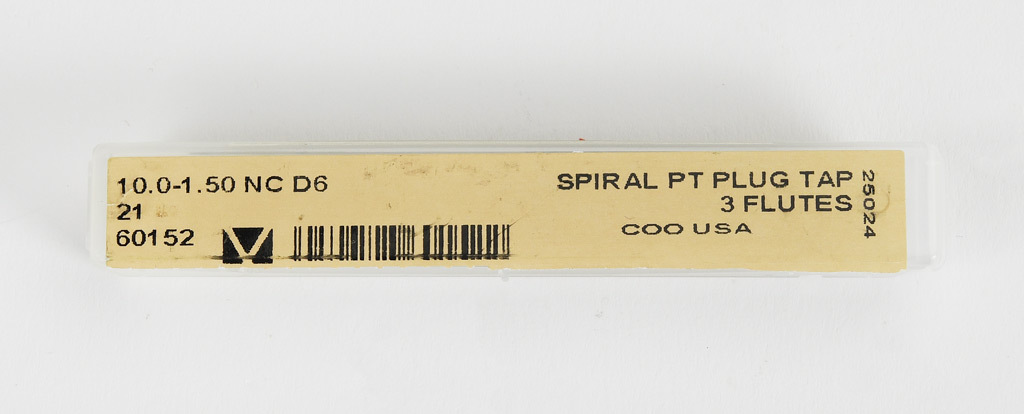 10.0-1.50 NC D6
21
60152
SPIRAL PT PLUG TAP
3 FLUTES
COO USA
25024